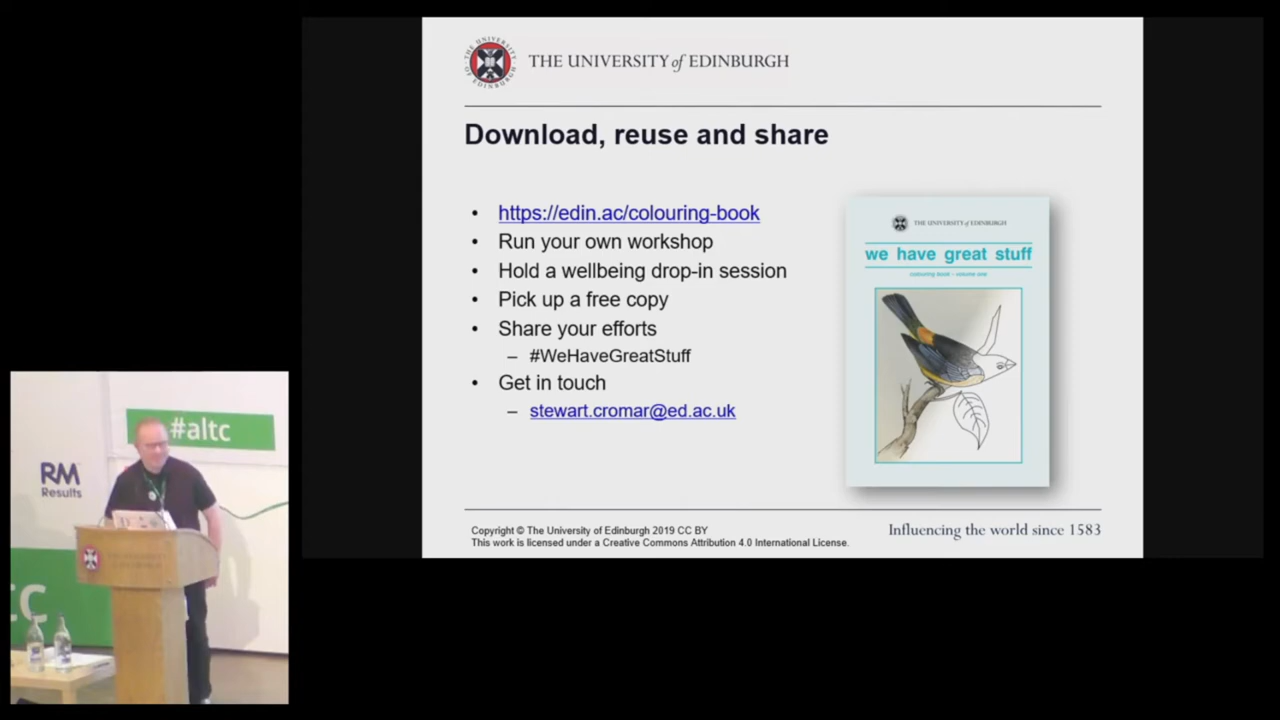 THE UNIVERSITY of EDINBURGH
Download, reuse and share
• https://edin.ac/colouring-book
• Run your own workshop
• Hold a wellbeing drop-in session
• Pick up a free copy
• Share your efforts
– #WeHaveGreatStuff
• Get in touch
– stewart.cromar@ed.ac.uk
THE UNIVERSITY of EDINBURGH
we have great stuff
colouring book - volume one
Copyright © The University of Edinburgh 2019 CC BY
This work is licensed under a Creative Commons Attribution 4.0 International License.
Influencing the world since 1583
#altc
RM
Results